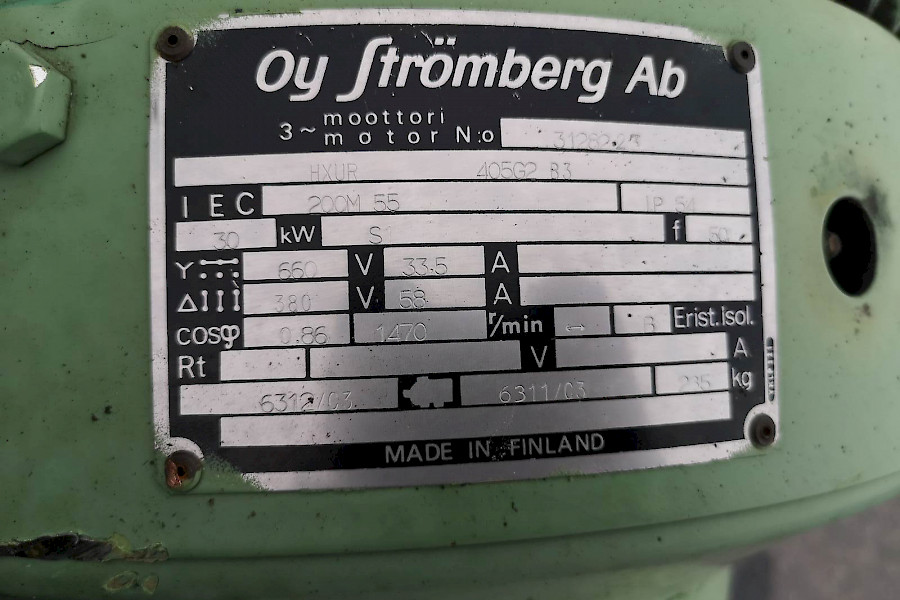 Oy Strömberg Ab
3~ moottori
motor N:o
HXUR 405G2 B3
IEC 200M 55 IP 54
30 kW S f
Y 660 V 33.5 A
Δ 380 V 58 A
cosφ 0.86 1470 r/min ↔ B Erist.isol.
Rt V A
6312/C3 6311/C3 235 kg
MADE IN FINLAND